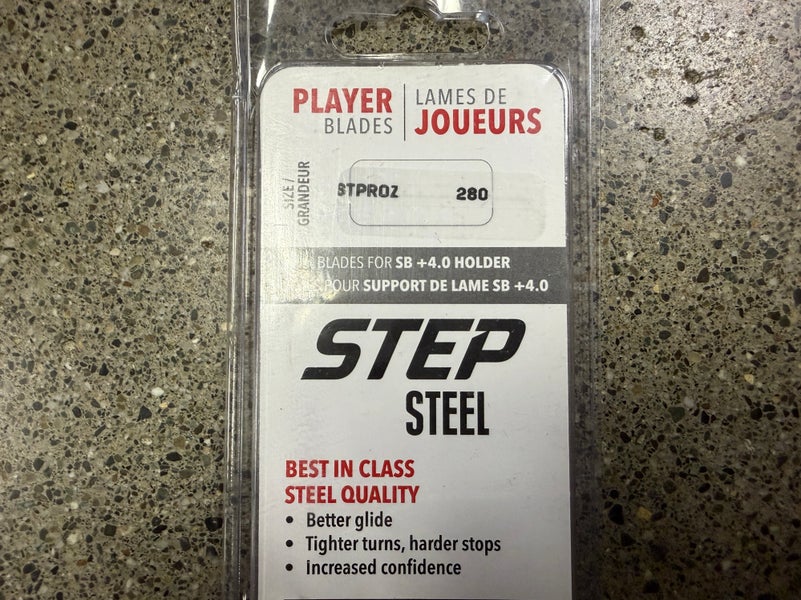 PLAYER BLADES
LAMES DE JOUEURS
SIZE /
GRANDEUR
STPROZ 280
BLADES FOR SB +4.0 HOLDER
POUR SUPPORT DE LAME SB +4.0
STEP
STEEL
BEST IN CLASS
STEEL QUALITY
• Better glide
• Tighter turns, harder stops
• Increased confidence